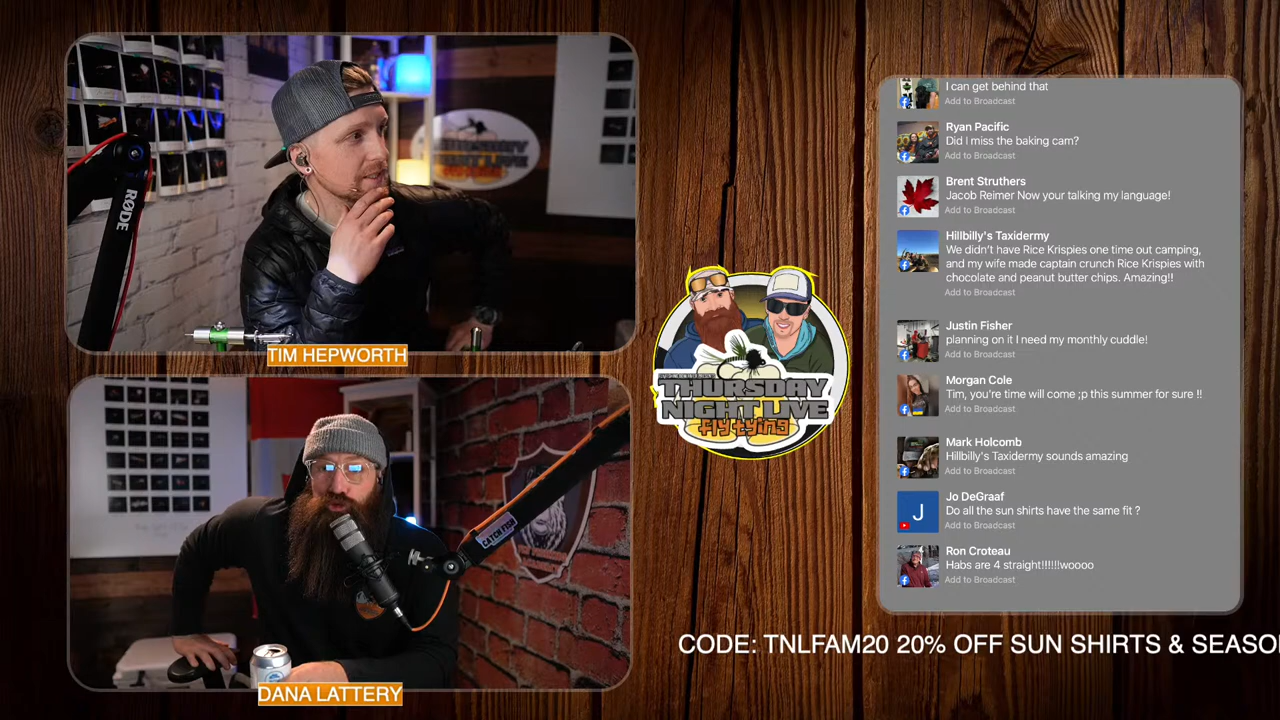 RØDE
THURSDAY
NIGHT LIVE
TIM HEPWORTH
CATCH FISH
DANA LATTERY
THURSDAY
NIGHT LIVE
fly tying
I can get behind that
Add to Broadcast
Ryan Pacific
Did I miss the baking cam?
Add to Broadcast
Brent Struthers
Jacob Reimer Now your talking my language!
Add to Broadcast
Hillbilly's Taxidermy
We didn't have Rice Krispies one time out camping,
and my wife made captain crunch Rice Krispies with
chocolate and peanut butter chips. Amazing!!
Add to Broadcast
Justin Fisher
planning on it I need my monthly cuddle!
Add to Broadcast
Morgan Cole
Tim, you're time will come ;p this summer for sure !!
Add to Broadcast
Mark Holcomb
Hillbilly's Taxidermy sounds amazing
Add to Broadcast
J
Jo DeGraaf
Do all the sun shirts have the same fit ?
Add to Broadcast
Ron Croteau
Habs are 4 straight!!!!!!woooo
Add to Broadcast
CODE: TNLFAM20 20% OFF SUN SHIRTS & SEASO